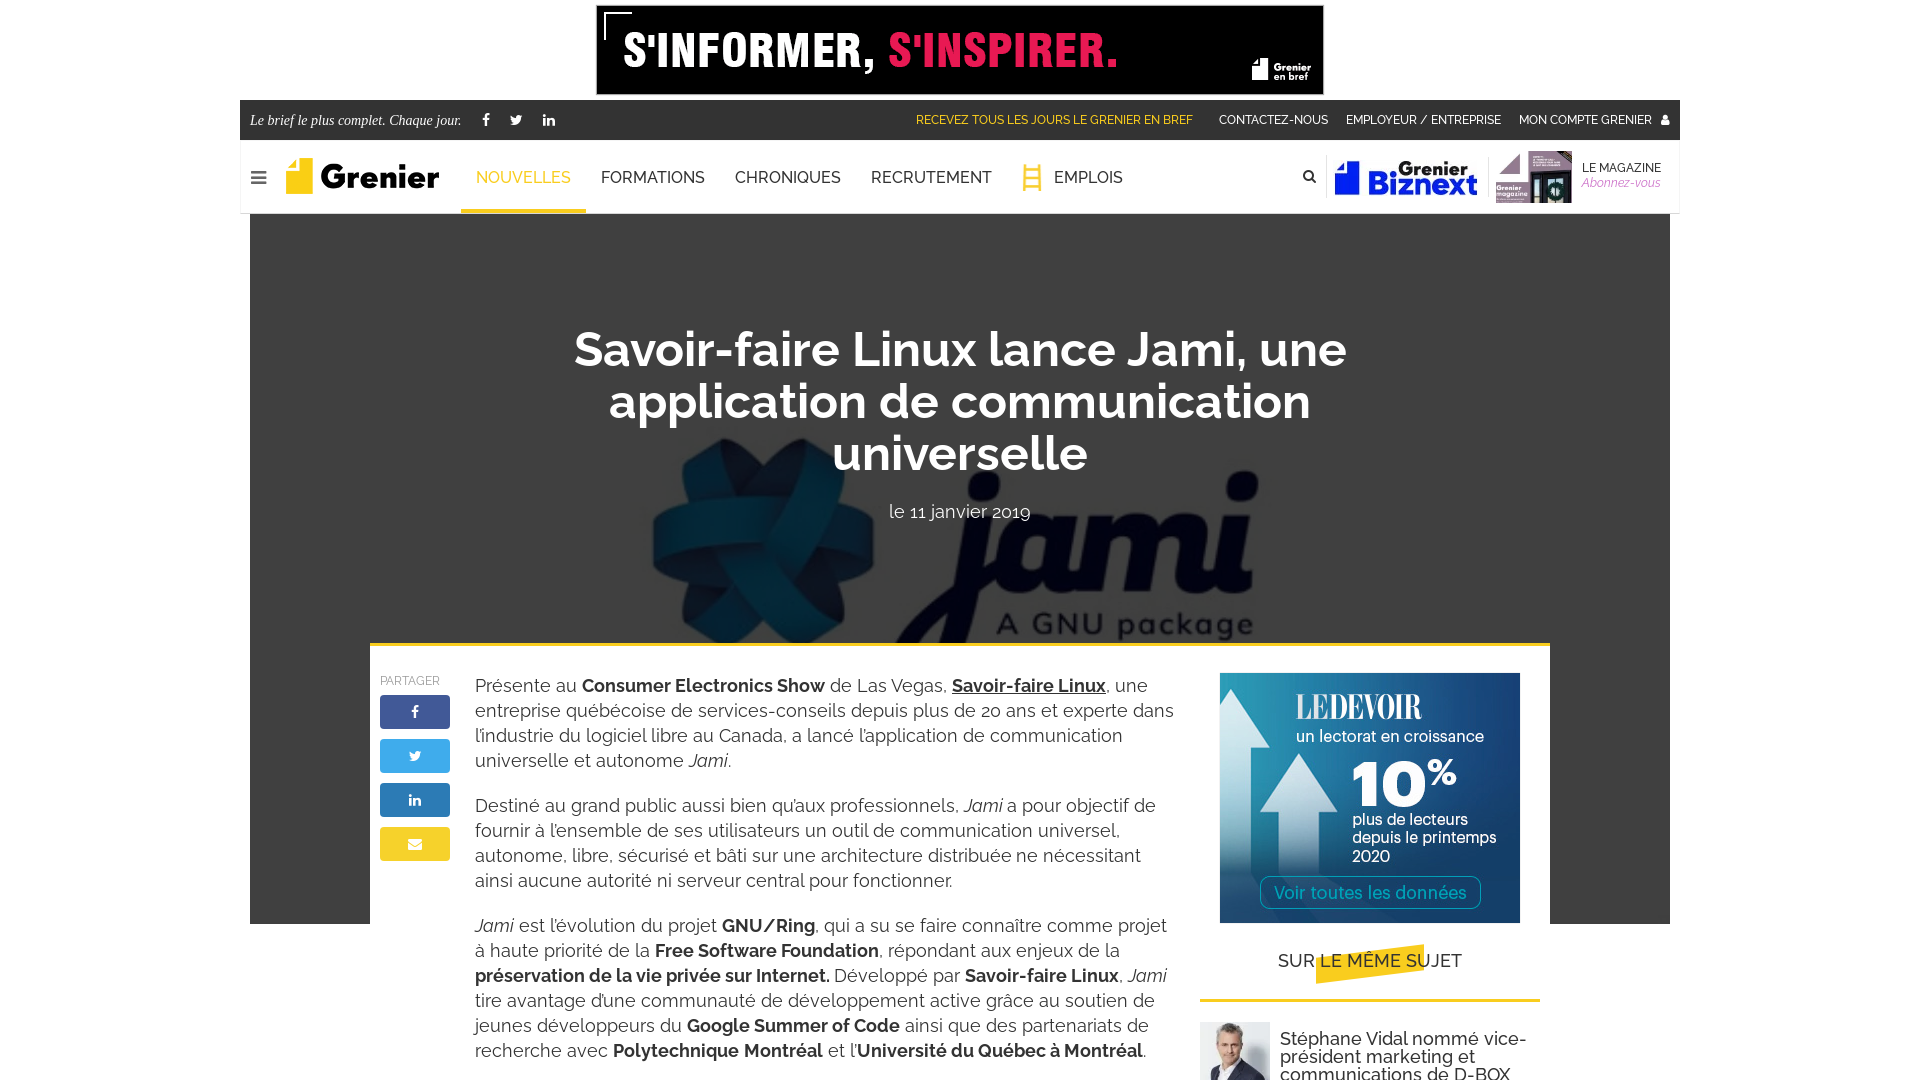 S'INFORMER, S'INSPIRER.
Grenier
en bref
Le brief le plus complet. Chaque jour.
RECEVEZ TOUS LES JOURS LE GRENIER EN BREF
CONTACTEZ-NOUS
EMPLOYEUR / ENTREPRISE
MON COMPTE GRENIER
Grenier
NOUVELLES
FORMATIONS
CHRONIQUES
RECRUTEMENT
EMPLOIS
Grenier
Biznext
Grenier
magazine
LE MAGAZINE
Abonnez-vous
Savoir-faire Linux lance Jami, une
application de communication
universelle
le 11 janvier 2019
jami
A GNU package
PARTAGER
Présente au Consumer Electronics Show de Las Vegas, Savoir-faire Linux, une
entreprise québécoise de services-conseils depuis plus de 20 ans et experte dans
l’industrie du logiciel libre au Canada, a lancé l’application de communication
universelle et autonome Jami.
Destiné au grand public aussi bien qu’aux professionnels, Jami a pour objectif de
fournir à l’ensemble de ses utilisateurs un outil de communication universel,
autonome, libre, sécurisé et bâti sur une architecture distribuée ne nécessitant
ainsi aucune autorité ni serveur central pour fonctionner.
Jami est l’évolution du projet GNU/Ring, qui a su se faire connaître comme projet
à haute priorité de la Free Software Foundation, répondant aux enjeux de la
préservation de la vie privée sur Internet. Développé par Savoir-faire Linux, Jami
tire avantage d’une communauté de développement active grâce au soutien de
jeunes développeurs du Google Summer of Code ainsi que des partenariats de
recherche avec Polytechnique Montréal et l’Université du Québec à Montréal.
LE DEVOIR
un lectorat en croissance
10%
plus de lecteurs
depuis le printemps
2020
Voir toutes les données
SUR LE MÊME SUJET
Stéphane Vidal nommé vice-
président marketing et
communications de D-BOX